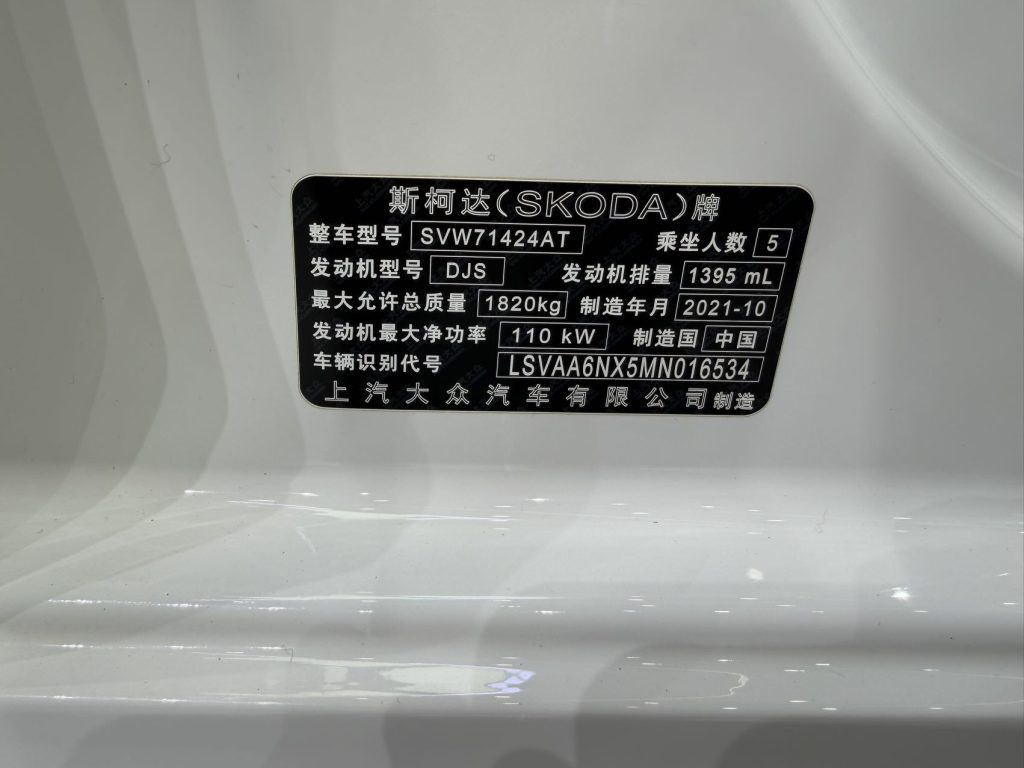 斯柯达(SKODA)牌
整车型号 SVW71424AT 乘坐人数 5
发动机型号 DJS 发动机排量 1395 mL
最大允许总质量 1820kg 制造年月 2021-10
发动机最大净功率 110 kW 制造国 中国
车辆识别代号 LSVAA6NX5MN016534
上汽大众汽车有限公司制造